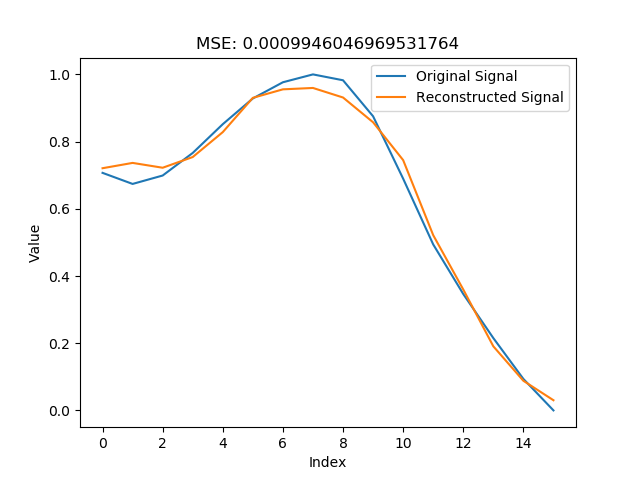 MSE: 0.0009946046969531764
Original Signal
Reconstructed Signal
1.0
0.8
0.6
0.4
0.2
0.0
Value
0 2 4 6 8 10 12 14
Index